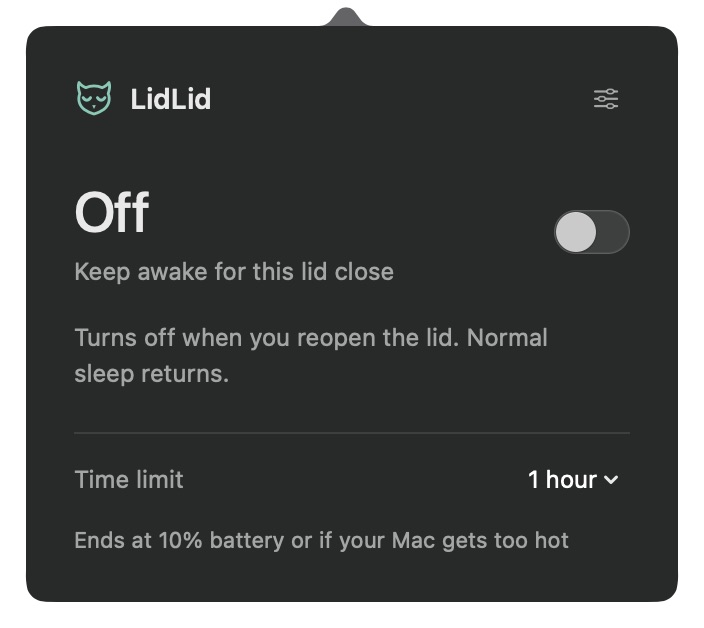 LidLid
Off
Keep awake for this lid close
Turns off when you reopen the lid. Normal
sleep returns.
Time limit
1 hour
Ends at 10% battery or if your Mac gets too hot